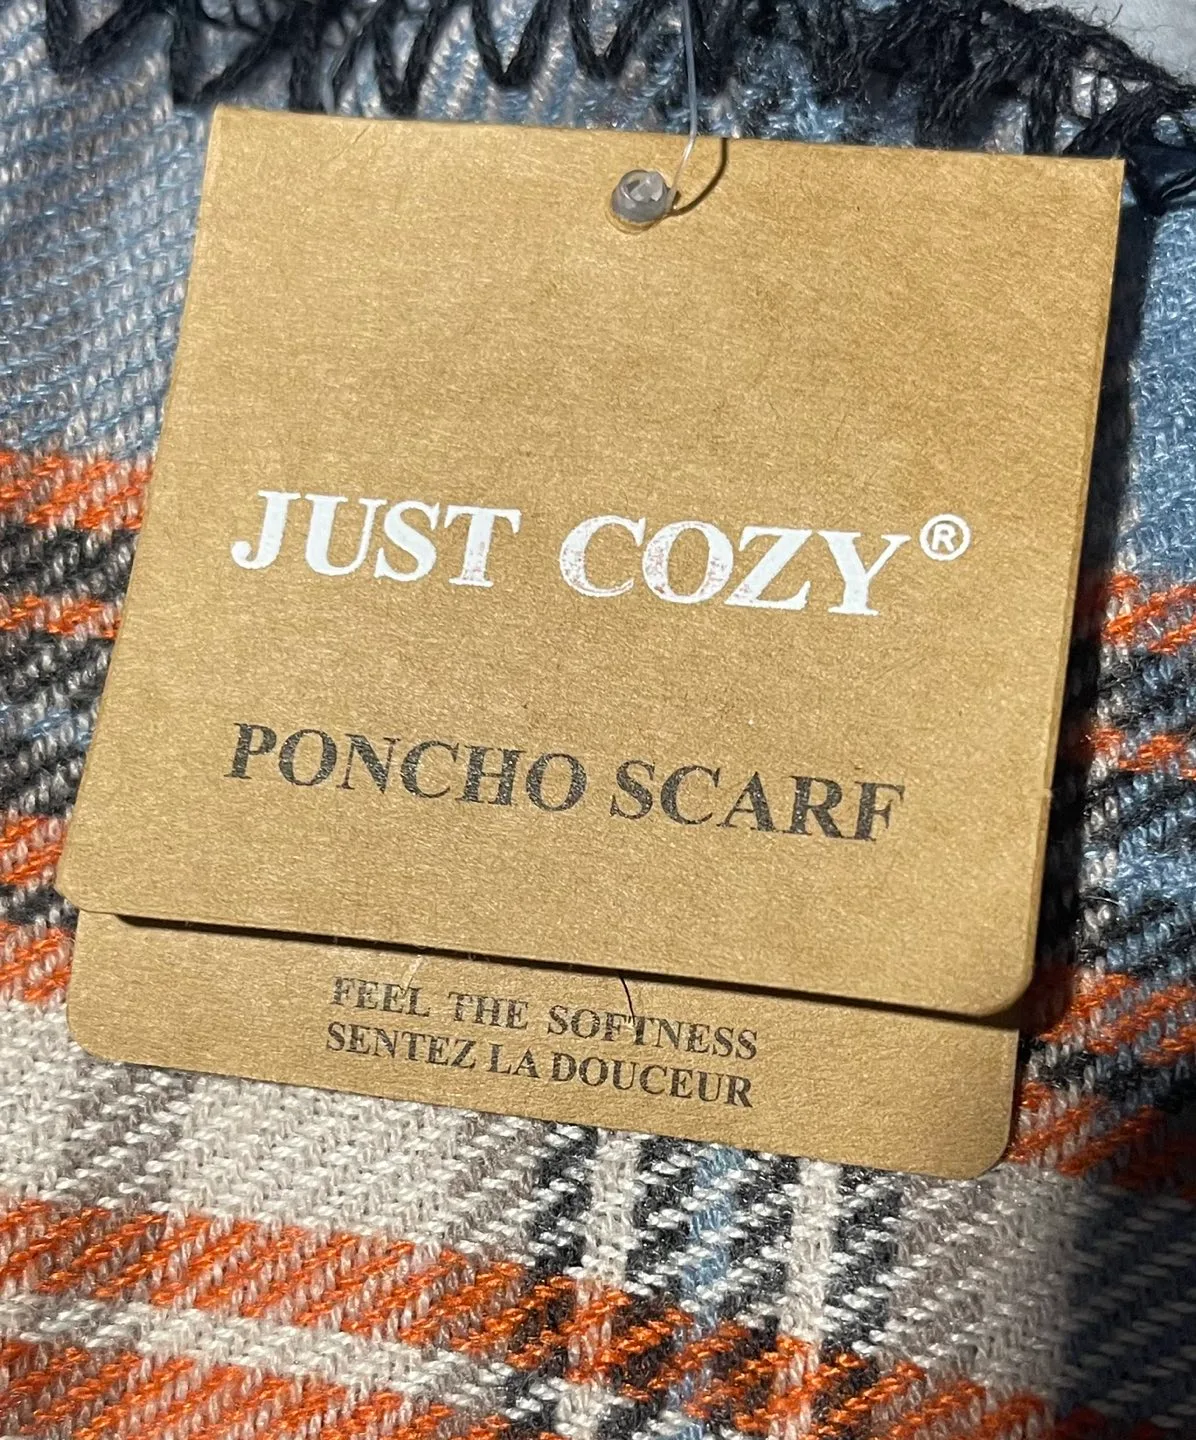 JUST COZY®
PONCHO SCARF
FEEL THE SOFTNESS
SENTEZ LA DOUCEUR